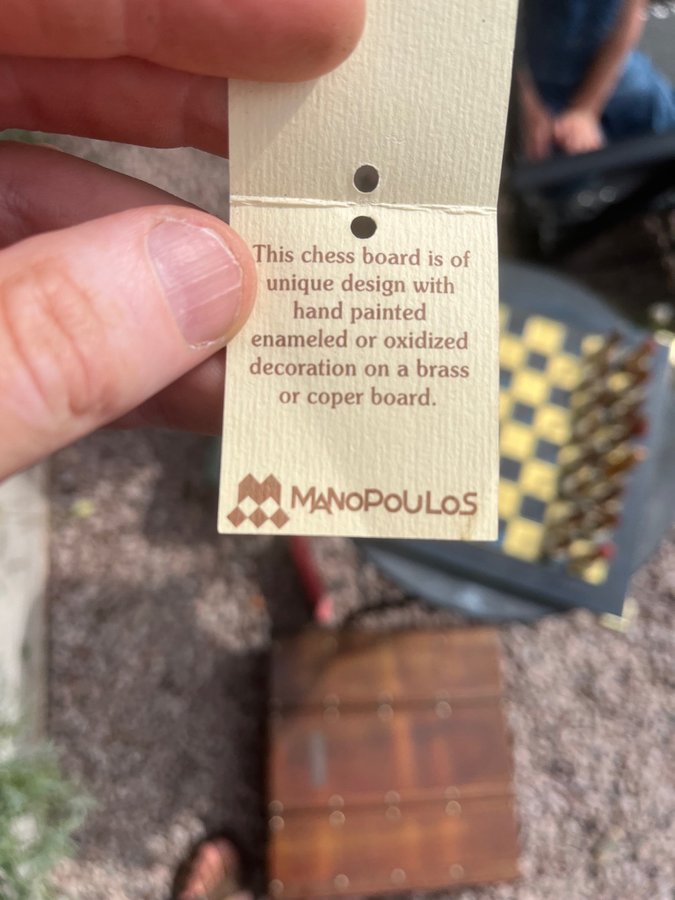 This chess board is of
unique design with
hand painted
enameled or oxidized
decoration on a brass
or coper board.
MANOPOULOS